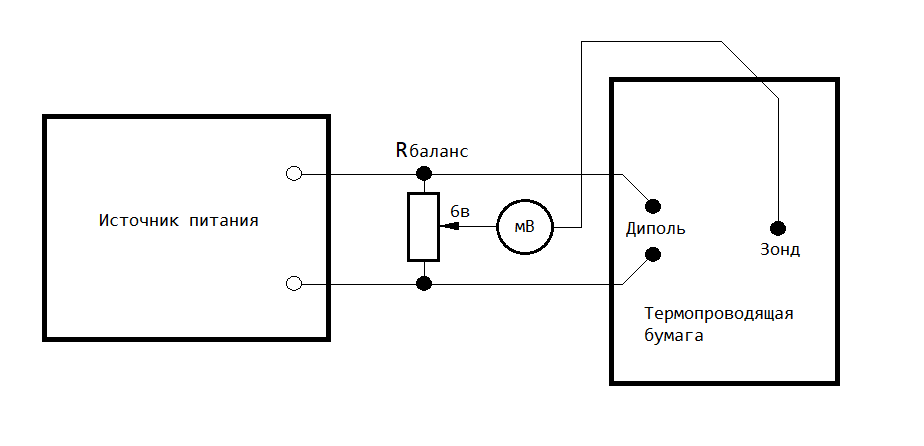 Rбаланс
6в
Источник питания
мВ
Диполь
Зонд
Термопроводящая
бумага